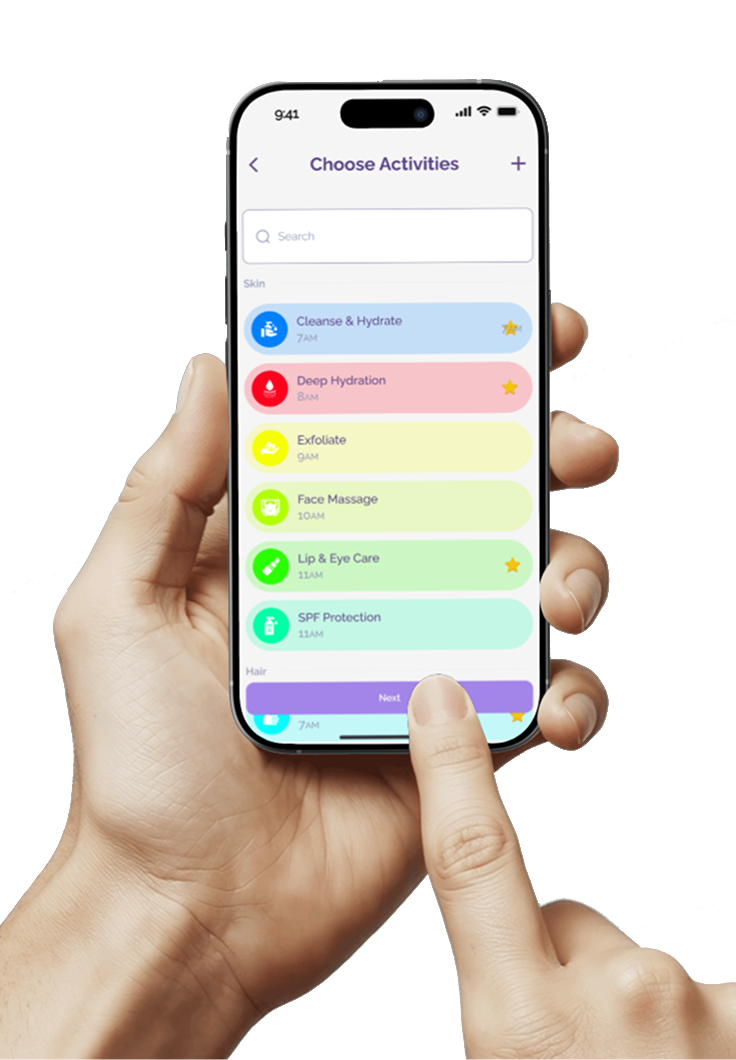 9:41
Choose Activities
Search
Skin
Cleanse & Hydrate
7AM
7AM
Deep Hydration
8AM
Exfoliate
9AM
Face Massage
10AM
Lip & Eye Care
11AM
SPF Protection
11AM
Hair
Next
7AM